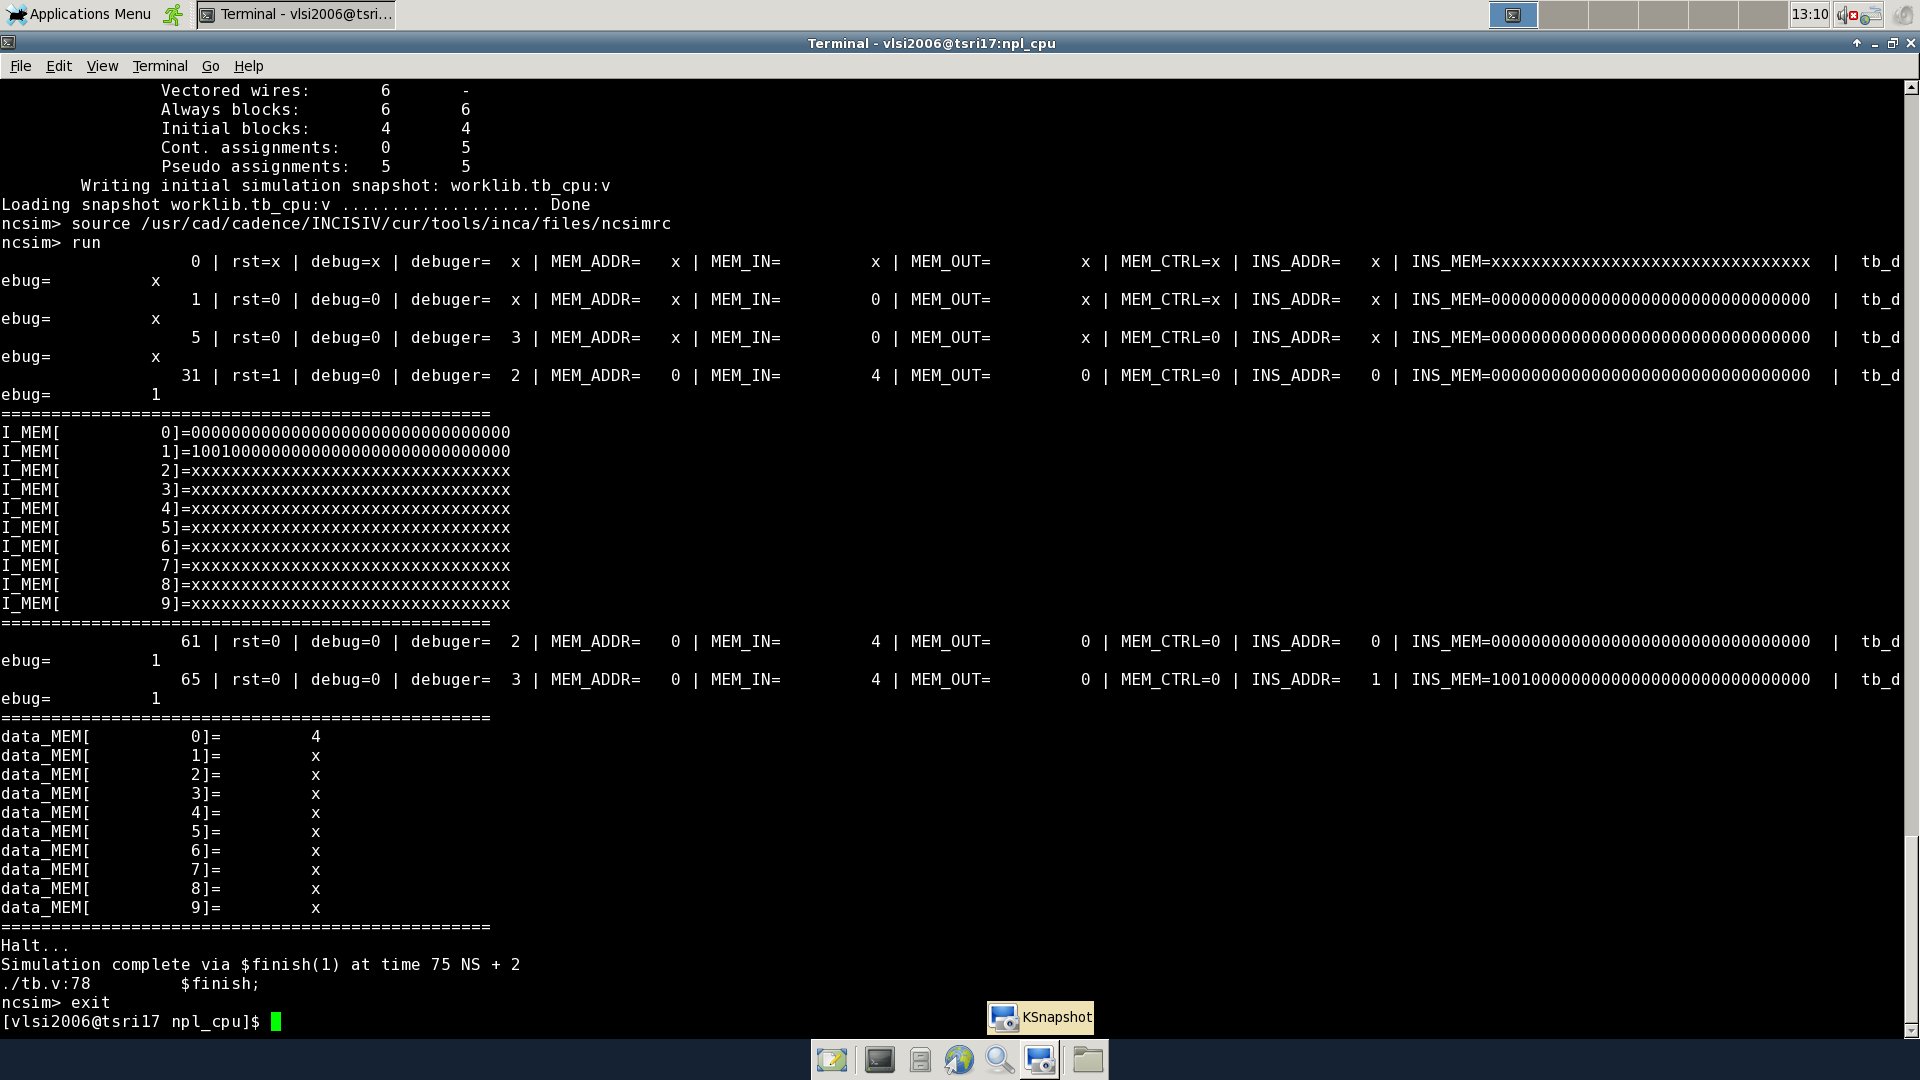 Applications Menu
Terminal - vlsi2006@tsri...
13:10
Terminal - vlsi2006@tsri17:npl_cpu
File Edit View Terminal Go Help
Vectored wires: 6 -
Always blocks: 6 6
Initial blocks: 4 4
Cont. assignments: 0 5
Pseudo assignments: 5 5
Writing initial simulation snapshot: worklib.tb_cpu:v
Loading snapshot worklib.tb_cpu:v .................... Done
ncsim> source /usr/cad/cadence/INCISIV/cur/tools/inca/files/ncsimrc
ncsim> run
0 | rst=x | debug=x | debuger= x | MEM_ADDR= x | MEM_IN= x | MEM_OUT= x | MEM_CTRL=x | INS_ADDR= x | INS_MEM=xxxxxxxxxxxxxxxxxxxxxxxxxxxxxxxx | tb_d
ebug= x
1 | rst=0 | debug=0 | debuger= x | MEM_ADDR= x | MEM_IN= 0 | MEM_OUT= x | MEM_CTRL=x | INS_ADDR= x | INS_MEM=00000000000000000000000000000000 | tb_d
ebug= x
5 | rst=0 | debug=0 | debuger= 3 | MEM_ADDR= x | MEM_IN= 0 | MEM_OUT= x | MEM_CTRL=0 | INS_ADDR= x | INS_MEM=00000000000000000000000000000000 | tb_d
ebug= x
31 | rst=1 | debug=0 | debuger= 2 | MEM_ADDR= 0 | MEM_IN= 4 | MEM_OUT= 0 | MEM_CTRL=0 | INS_ADDR= 0 | INS_MEM=00000000000000000000000000000000 | tb_d
ebug= 1
=================================================
I_MEM[ 0]=00000000000000000000000000000000
I_MEM[ 1]=10010000000000000000000000000000
I_MEM[ 2]=xxxxxxxxxxxxxxxxxxxxxxxxxxxxxxxx
I_MEM[ 3]=xxxxxxxxxxxxxxxxxxxxxxxxxxxxxxxx
I_MEM[ 4]=xxxxxxxxxxxxxxxxxxxxxxxxxxxxxxxx
I_MEM[ 5]=xxxxxxxxxxxxxxxxxxxxxxxxxxxxxxxx
I_MEM[ 6]=xxxxxxxxxxxxxxxxxxxxxxxxxxxxxxxx
I_MEM[ 7]=xxxxxxxxxxxxxxxxxxxxxxxxxxxxxxxx
I_MEM[ 8]=xxxxxxxxxxxxxxxxxxxxxxxxxxxxxxxx
I_MEM[ 9]=xxxxxxxxxxxxxxxxxxxxxxxxxxxxxxxx
=================================================
61 | rst=0 | debug=0 | debuger= 2 | MEM_ADDR= 0 | MEM_IN= 4 | MEM_OUT= 0 | MEM_CTRL=0 | INS_ADDR= 0 | INS_MEM=00000000000000000000000000000000 | tb_d
ebug= 1
65 | rst=0 | debug=0 | debuger= 3 | MEM_ADDR= 0 | MEM_IN= 4 | MEM_OUT= 0 | MEM_CTRL=0 | INS_ADDR= 1 | INS_MEM=10010000000000000000000000000000 | tb_d
ebug= 1
=================================================
data_MEM[ 0]= 4
data_MEM[ 1]= x
data_MEM[ 2]= x
data_MEM[ 3]= x
data_MEM[ 4]= x
data_MEM[ 5]= x
data_MEM[ 6]= x
data_MEM[ 7]= x
data_MEM[ 8]= x
data_MEM[ 9]= x
=================================================
Halt...
Simulation complete via $finish(1) at time 75 NS + 2
./tb.v:78 $finish;
ncsim> exit
[vlsi2006@tsri17 npl_cpu]$
KSnapshot